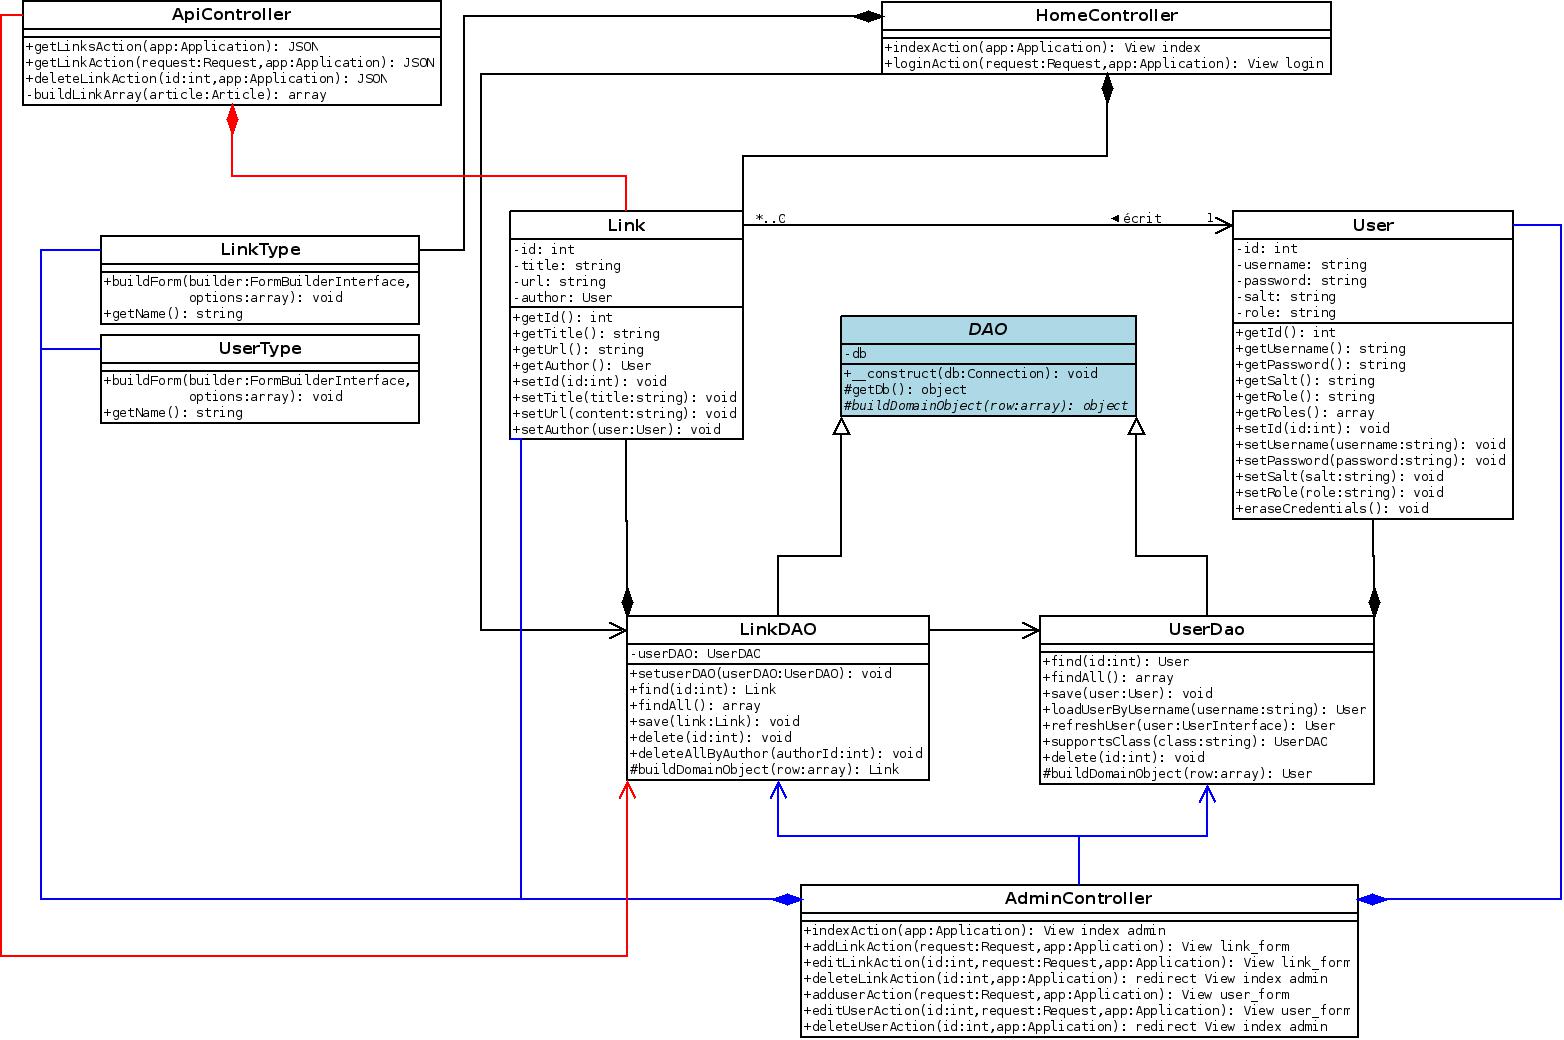 ApiController
+getLinksAction(app:Application): JSON
+getLinkAction(request:Request,app:Application): JSON
+deleteLinkAction(id:int,app:Application): JSON
-buildLinkArray(article:Article): array
HomeController
+indexAction(app:Application): View index
+loginAction(request:Request,app:Application): View login
*..0
◄ écrit
1
LinkType
+buildForm(builder:FormBuilderInterface,
options:array): void
+getName(): string
UserType
+buildForm(builder:FormBuilderInterface,
options:array): void
+getName(): string
Link
-id: int
-title: string
-url: string
-author: User
+getId(): int
+getTitle(): string
+getUrl(): string
+getAuthor(): User
+setId(id:int): void
+setTitle(title:string): void
+setUrl(content:string): void
+setAuthor(user:User): void
DAO
-db
+__construct(db:Connection): void
#getDb(): object
#buildDomainObject(row:array): object
User
-id: int
-username: string
-password: string
-salt: string
-role: string
+getId(): int
+getUsername(): string
+getPassword(): string
+getSalt(): string
+getRole(): string
+getRoles(): array
+setId(id:int): void
+setUsername(username:string): void
+setPassword(password:string): void
+setSalt(salt:string): void
+setRole(role:string): void
+eraseCredentials(): void
LinkDAO
-userDAO: UserDAO
+setuserDAO(userDAO:UserDAO): void
+find(id:int): Link
+findAll(): array
+save(link:Link): void
+delete(id:int): void
+deleteAllByAuthor(authorId:int): void
#buildDomainObject(row:array): Link
UserDao
+find(id:int): User
+findAll(): array
+save(user:User): void
+loadUserByUsername(username:string): User
+refreshUser(user:UserInterface): User
+supportsClass(class:string): UserDAO
+delete(id:int): void
#buildDomainObject(row:array): User
AdminController
+indexAction(app:Application): View index admin
+addLinkAction(request:Request,app:Application): View link_form
+editLinkAction(id:int,request:Request,app:Application): View link_form
+deleteLinkAction(id:int,app:Application): redirect View index admin
+adduserAction(request:Request,app:Application): View user_form
+editUserAction(id:int,request:Request,app:Application): View user_form
+deleteUserAction(id:int,app:Application): redirect View index admin